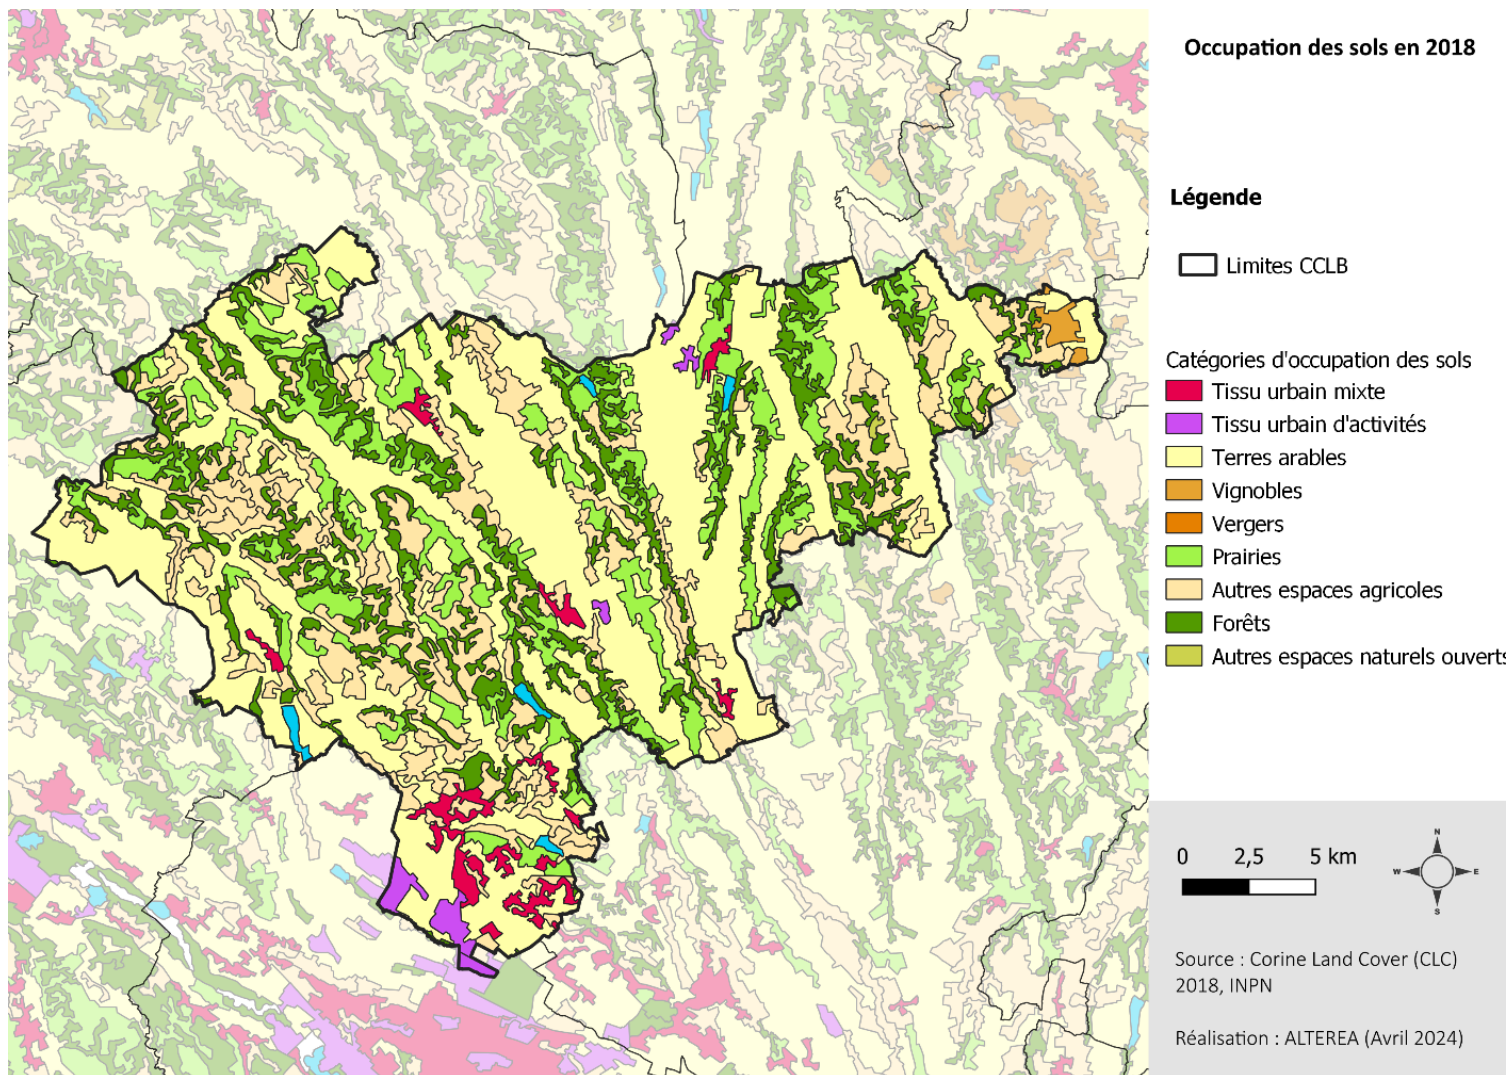 Occupation des sols en 2018
Légende
Limites CCLB
Catégories d'occupation des sols
Tissu urbain mixte
Tissu urbain d'activités
Terres arables
Vignobles
Vergers
Prairies
Autres espaces agricoles
Forêts
Autres espaces naturels ouverts
0 2,5 5 km
N
W E
S
Source : Corine Land Cover (CLC)
2018, INPN
Réalisation : ALTEREA (Avril 2024)